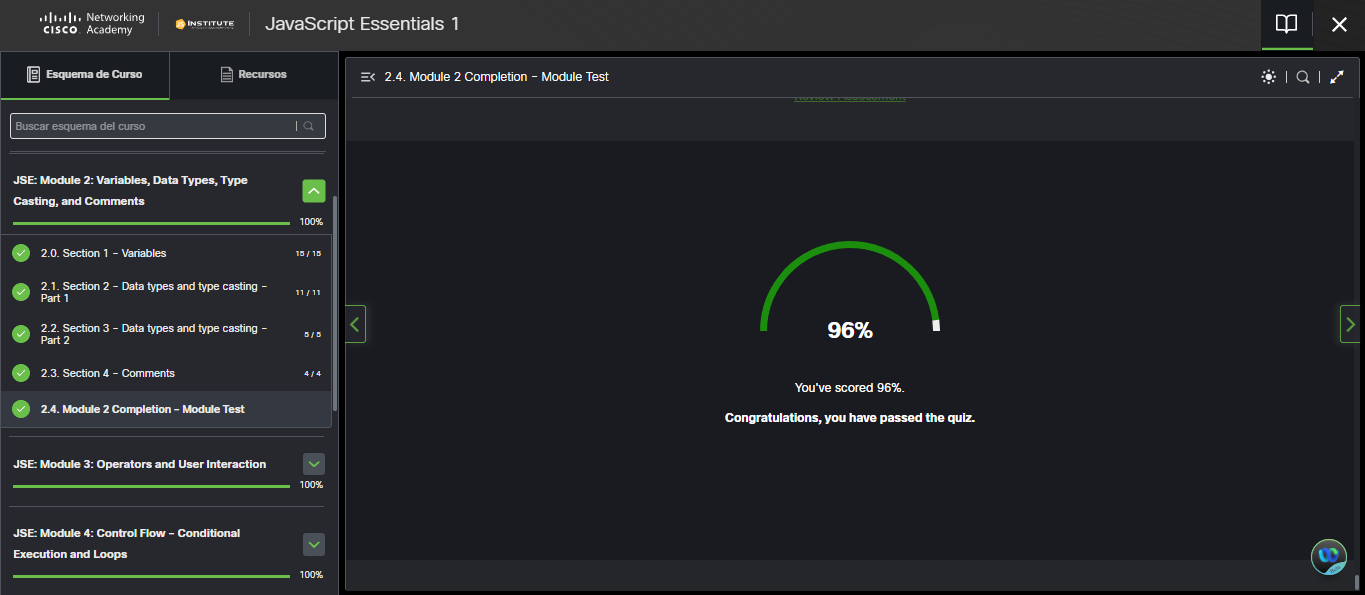 Networking
CISCO Academy
INSTITUTE
JavaScript Essentials 1
Esquema de Curso
Recursos
Buscar esquema del curso
JSE: Module 2: Variables, Data Types, Type
Casting, and Comments
100%
2.0. Section 1 – Variables
15 / 15
2.1. Section 2 – Data types and type casting –
Part 1
11 / 11
2.2. Section 3 – Data types and type casting –
Part 2
5 / 5
2.3. Section 4 – Comments
4 / 4
2.4. Module 2 Completion – Module Test
JSE: Module 3: Operators and User Interaction
100%
JSE: Module 4: Control Flow – Conditional
Execution and Loops
100%
2.4. Module 2 Completion – Module Test
Review Assessment
96%
You've scored 96%.
Congratulations, you have passed the quiz.